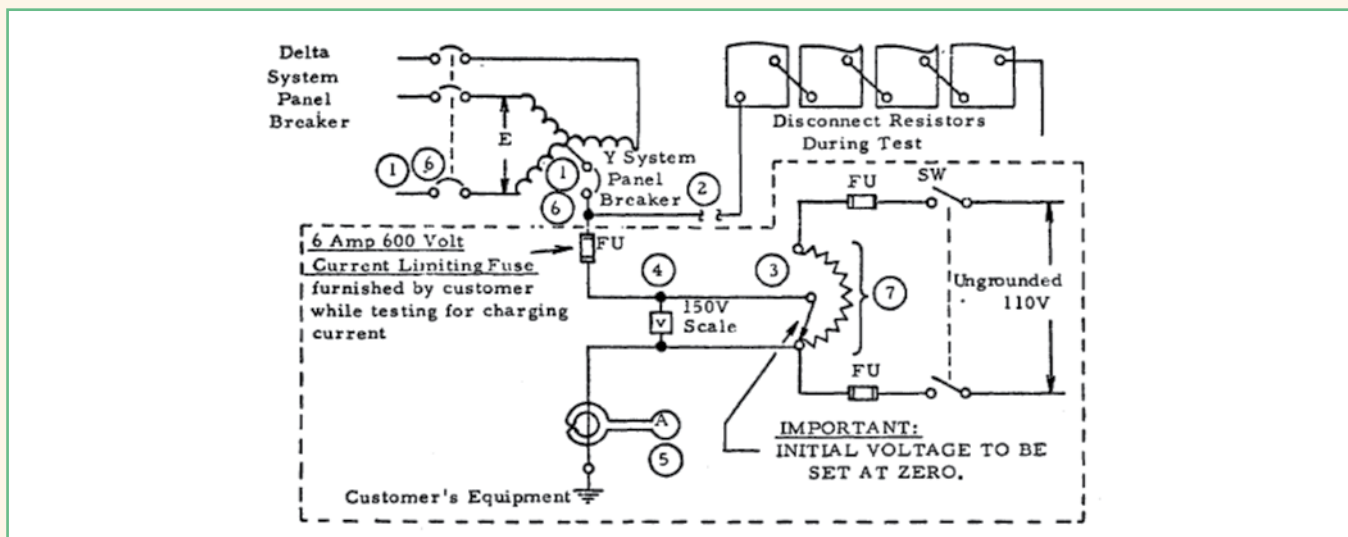 Delta
System
Panel
Breaker
E
1
6
Y System
Panel
Breaker
1
6
2
Disconnect Resistors
During Test
6 Amp 600 Volt
Current Limiting Fuse
furnished by customer
while testing for charging
current
FU
4
V
150V
Scale
3
7
FU
SW
Ungrounded
110V
FU
A
5
IMPORTANT:
INITIAL VOLTAGE TO BE
SET AT ZERO.
Customer's Equipment